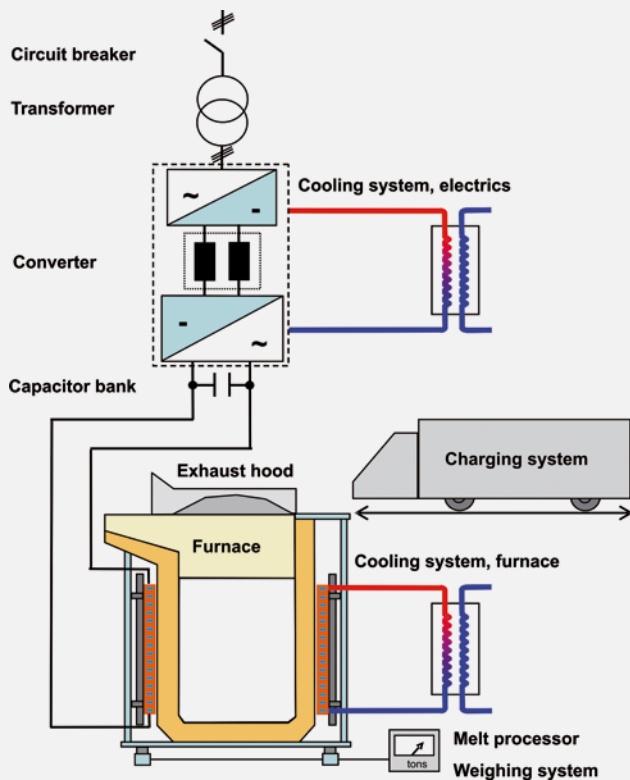 Circuit breaker
Transformer
Cooling system, electrics
~
-
Converter
-
~
Capacitor bank
Exhaust hood
Charging system
Furnace
Cooling system, furnace
tons
Melt processor
Weighing system